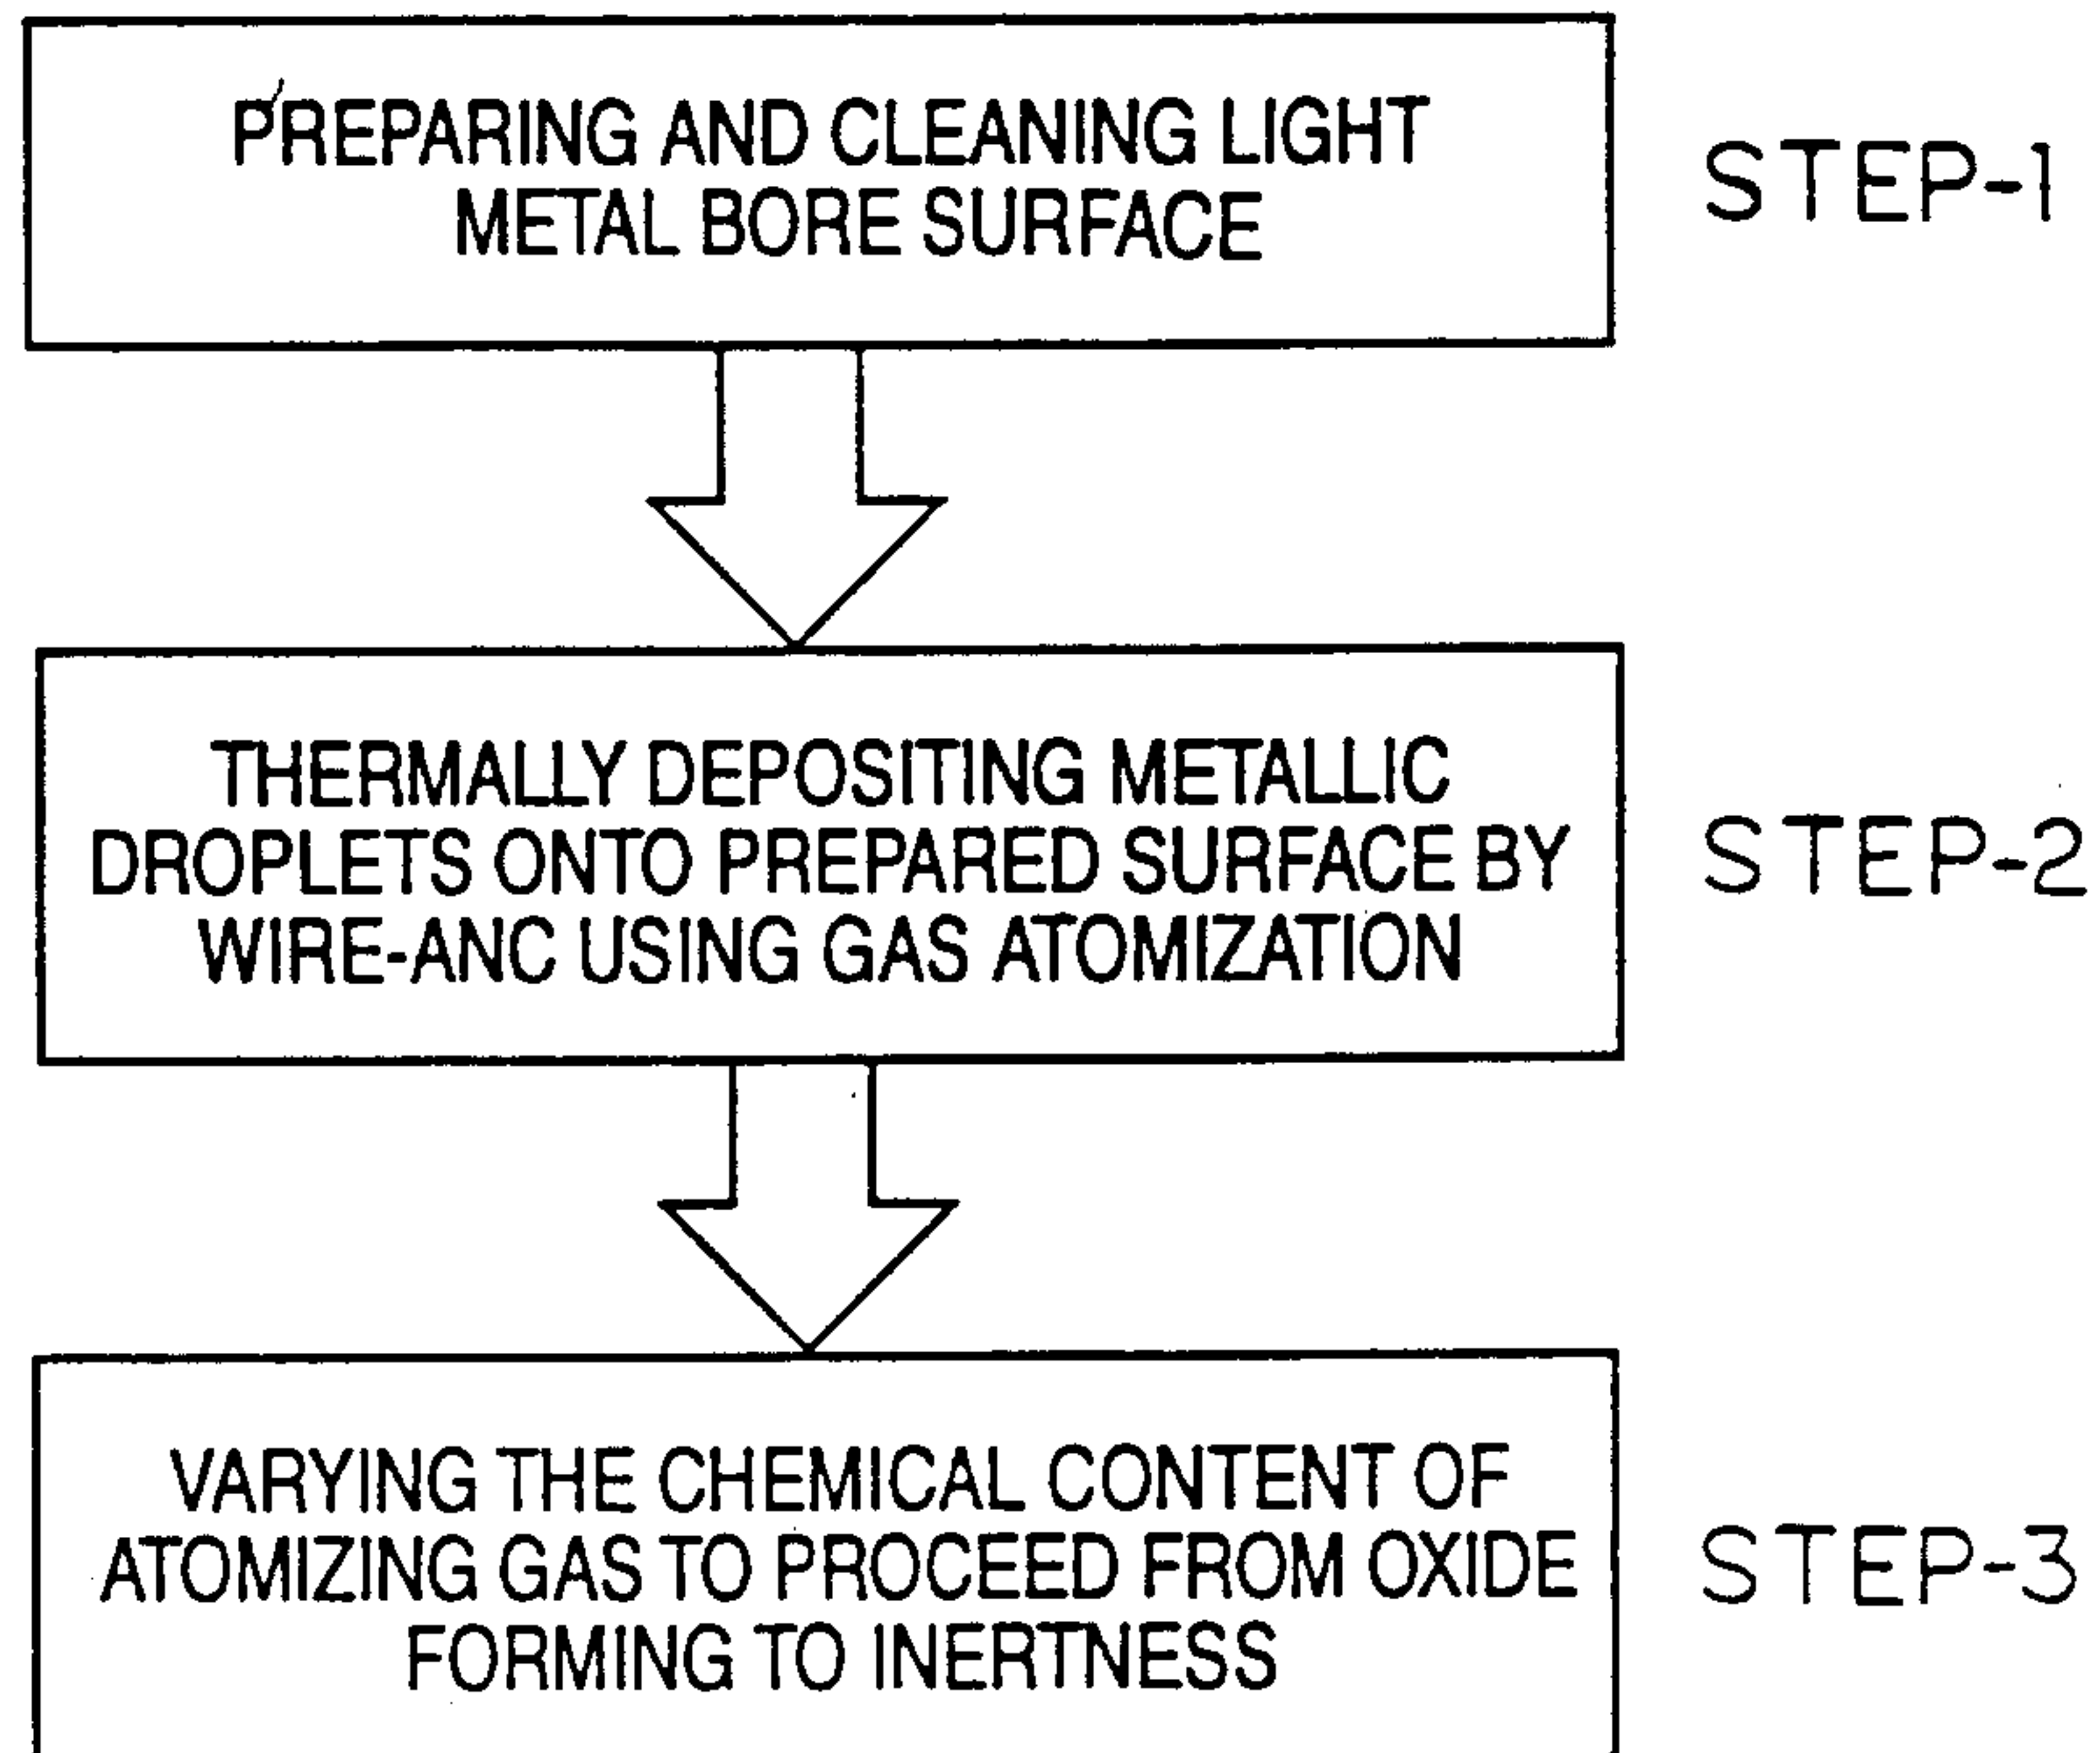 PREPARING AND CLEANING LIGHT
METAL BORE SURFACE
STEP-1
THERMALLY DEPOSITING METALLIC
DROPLETS ONTO PREPARED SURFACE BY
WIRE-ANC USING GAS ATOMIZATION
STEP-2
VARYING THE CHEMICAL CONTENT OF
ATOMIZING GAS TO PROCEED FROM OXIDE
FORMING TO INERTNESS
STEP-3